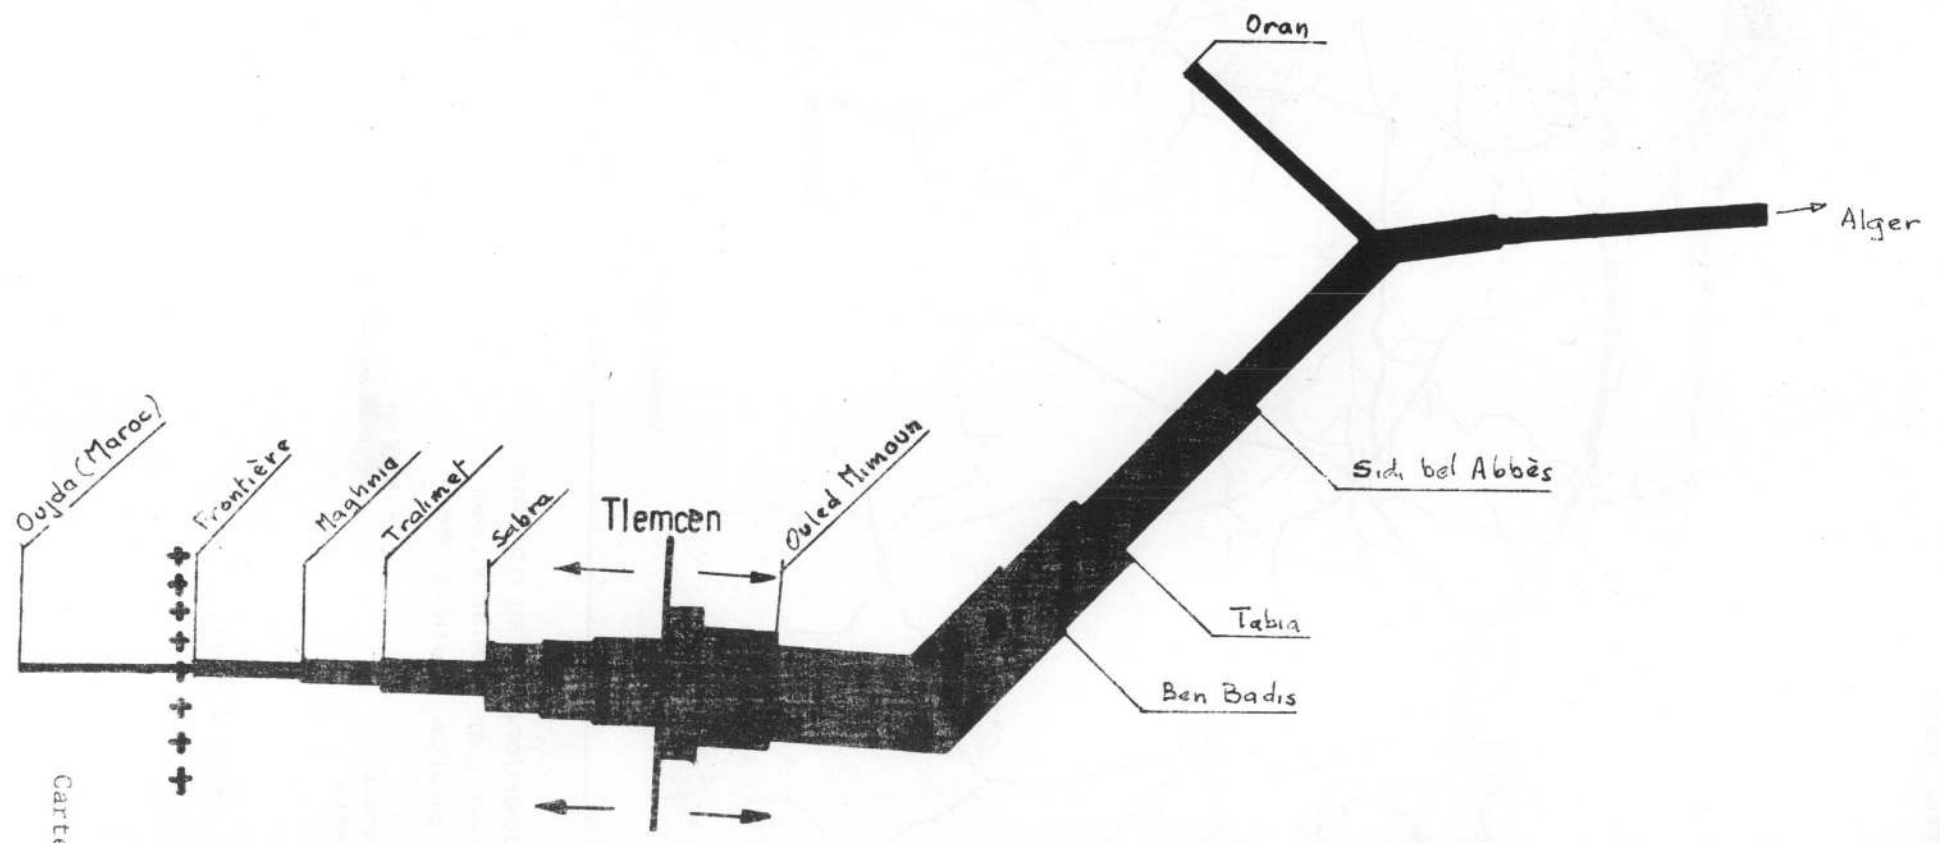 Oran
Alger
Oujda (Maroc)
Frontière
Maghnia
Tralimet
Sabra
Tlemcen
Ouled Mimoun
Sidi bel Abbès
Tabia
Ben Badis
Carte